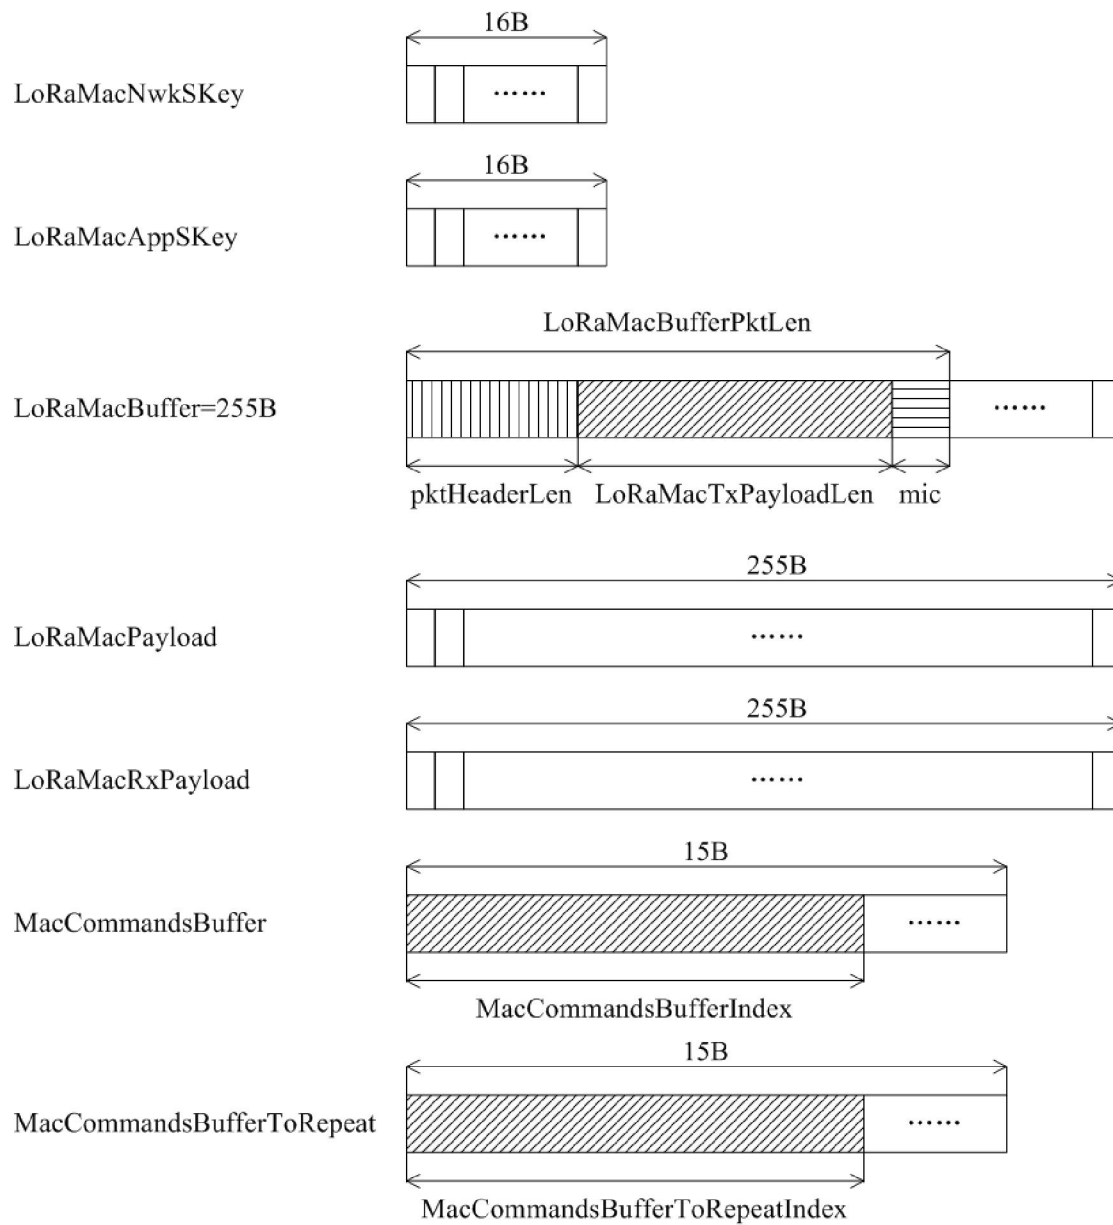 16B
LoRaMacNwkSKey
······
16B
LoRaMacAppSKey
······
LoRaMacBufferPktLen
LoRaMacBuffer=255B
······
pktHeaderLen LoRaMacTxPayloadLen mic
255B
LoRaMacPayload
······
255B
LoRaMacRxPayload
······
15B
MacCommandsBuffer
······
MacCommandsBufferIndex
15B
MacCommandsBufferToRepeat
······
MacCommandsBufferToRepeatIndex